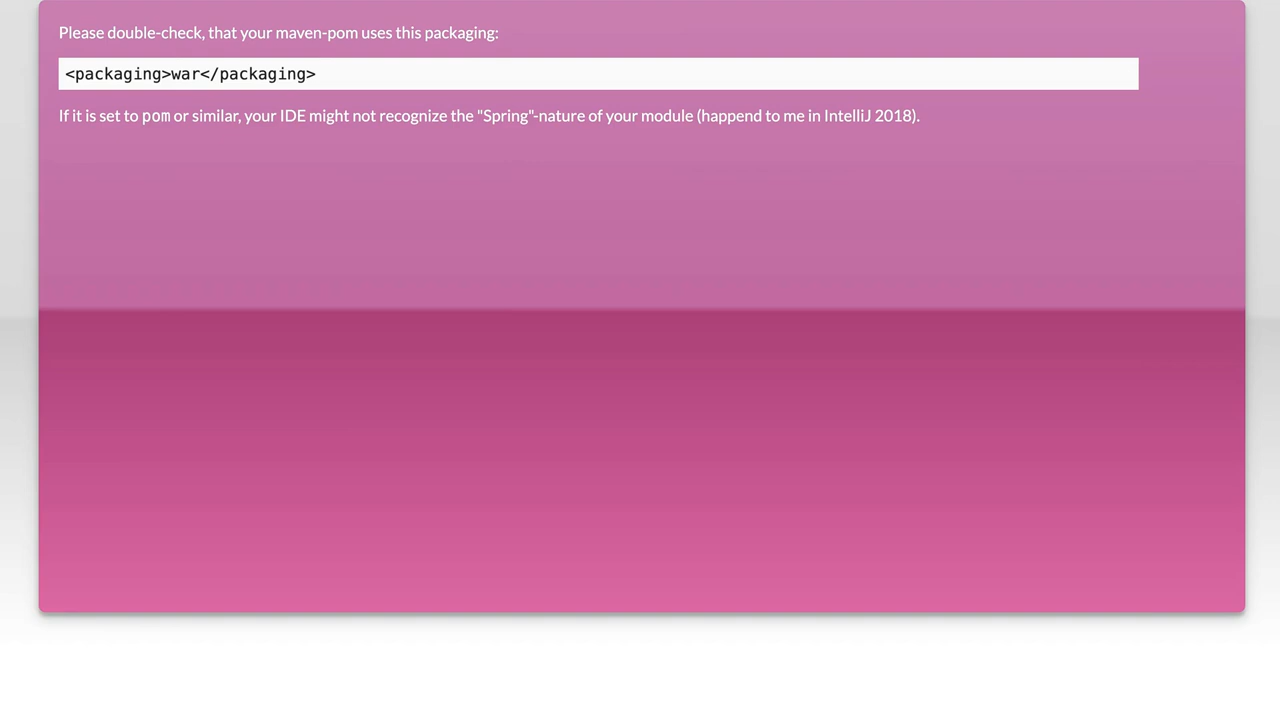 Please double-check, that your maven-pom uses this packaging:
<packaging>war</packaging>
If it is set to pom or similar, your IDE might not recognize the "Spring"-nature of your module (happend to me in IntelliJ 2018).